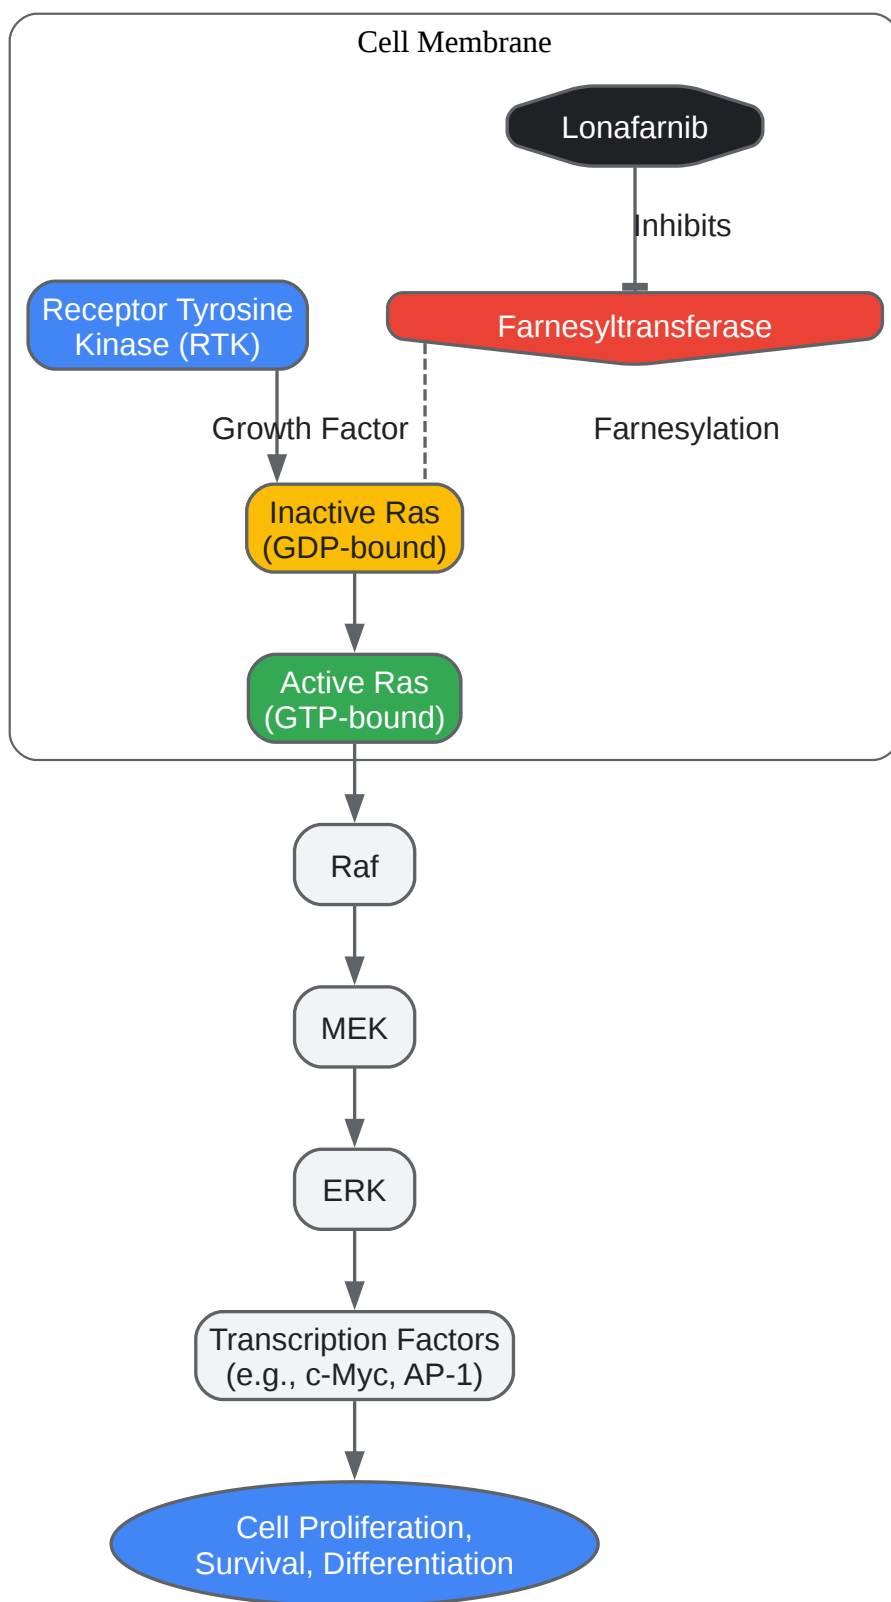 Cell Membrane
Lonafarnib
Inhibits
Receptor Tyrosine
Kinase (RTK)
Farnesyltransferase
Growth Factor
Farnesylation
Inactive Ras
(GDP-bound)
Active Ras
(GTP-bound)
Raf
MEK
ERK
Transcription Factors
(e.g., c-Myc, AP-1)
Cell Proliferation,
Survival, Differentiation